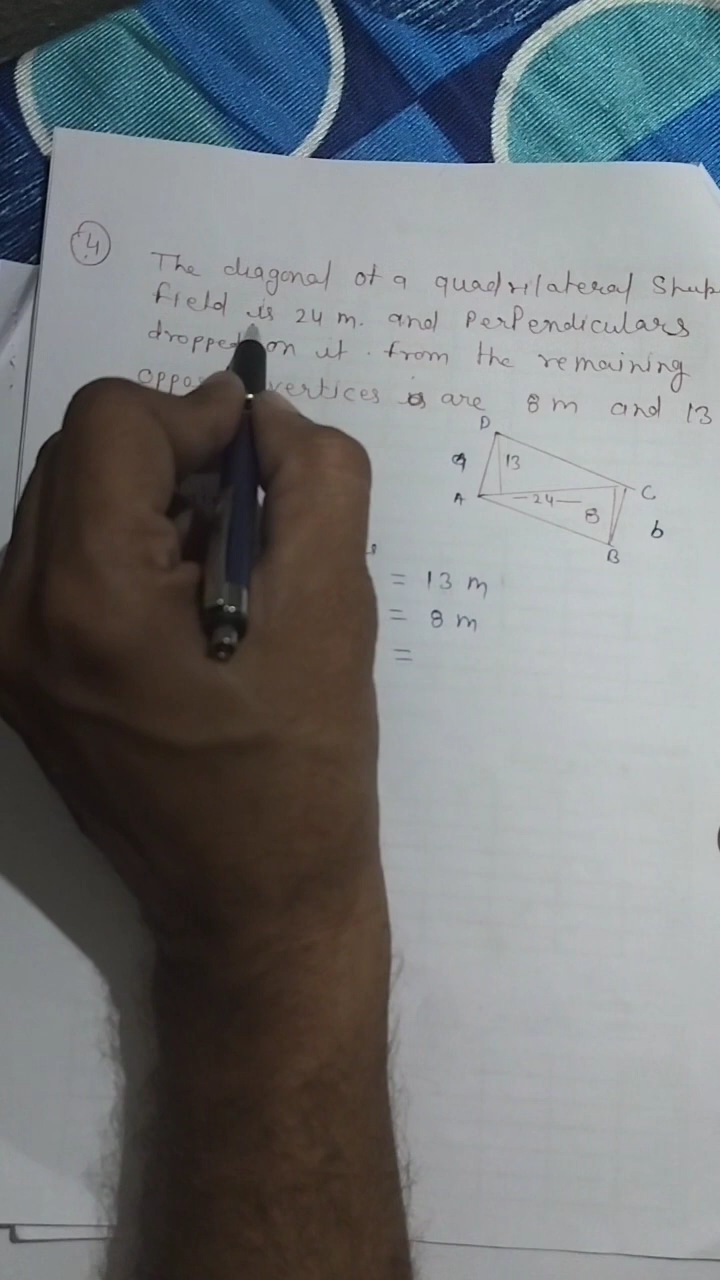 4
The diagonal of a quadrilateral Shap
field is 24 m. and Perpendiculars
dropped on it. from the remaining
vertices are 8 m and 13
D
a 13
A -24- C
8 b
B
= 13 m
= 8 m
=